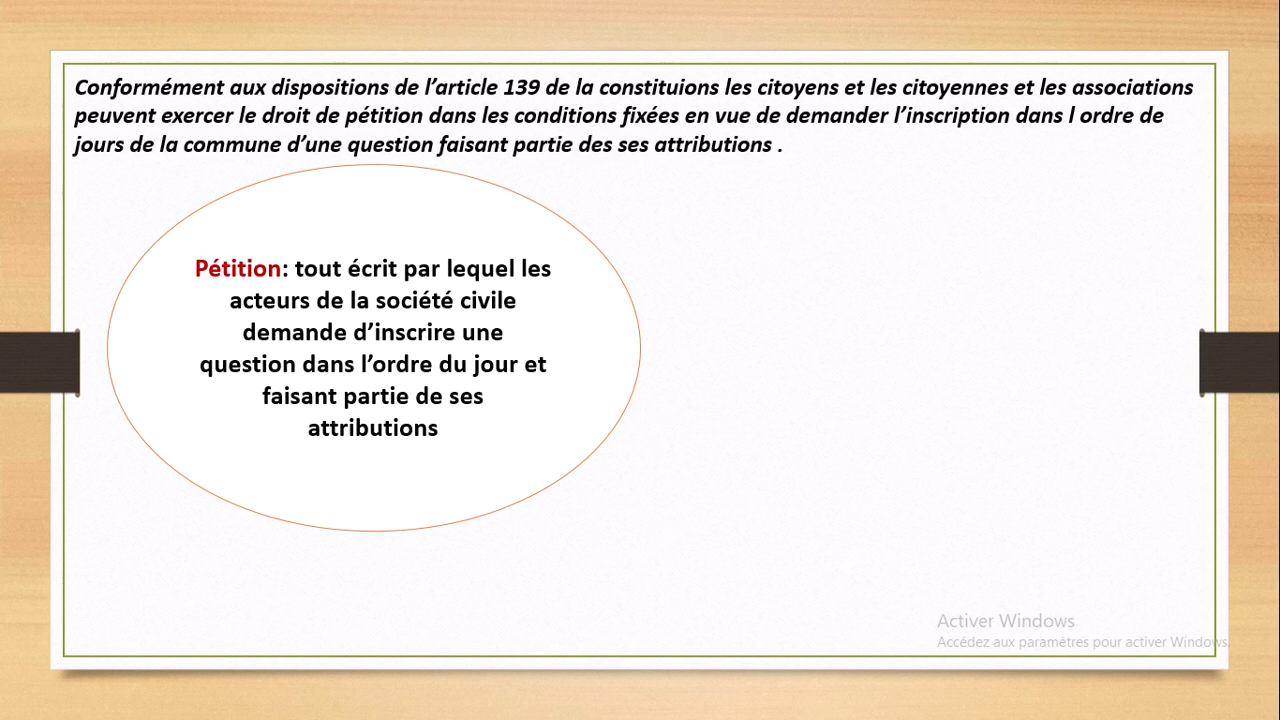 Conformément aux dispositions de l’article 139 de la constituions les citoyens et les citoyennes et les associations
peuvent exercer le droit de pétition dans les conditions fixées en vue de demander l’inscription dans l ordre de
jours de la commune d’une question faisant partie des ses attributions .
Pétition: tout écrit par lequel les
acteurs de la société civile
demande d’inscrire une
question dans l’ordre du jour et
faisant partie de ses
attributions
Activer Windows
Accédez aux paramètres pour activer Windows.